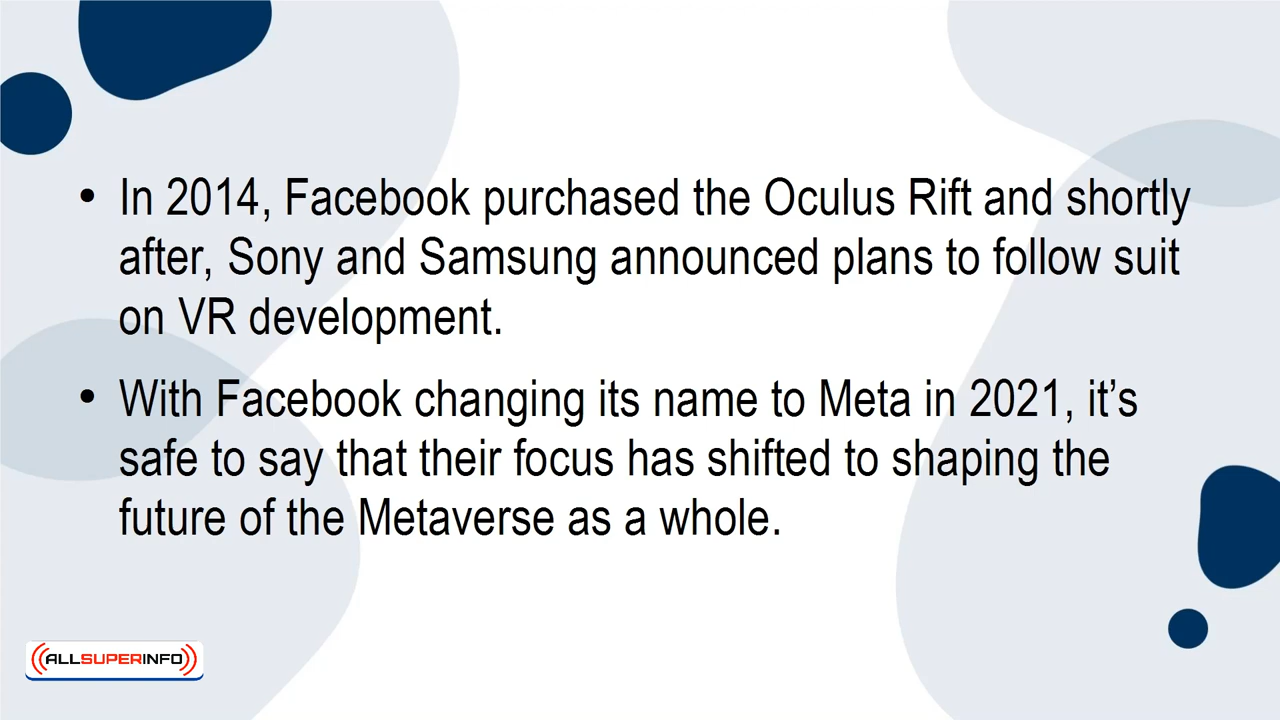 • In 2014, Facebook purchased the Oculus Rift and shortly
after, Sony and Samsung announced plans to follow suit
on VR development.
• With Facebook changing its name to Meta in 2021, it’s
safe to say that their focus has shifted to shaping the
future of the Metaverse as a whole.
ALLSUPERINFO